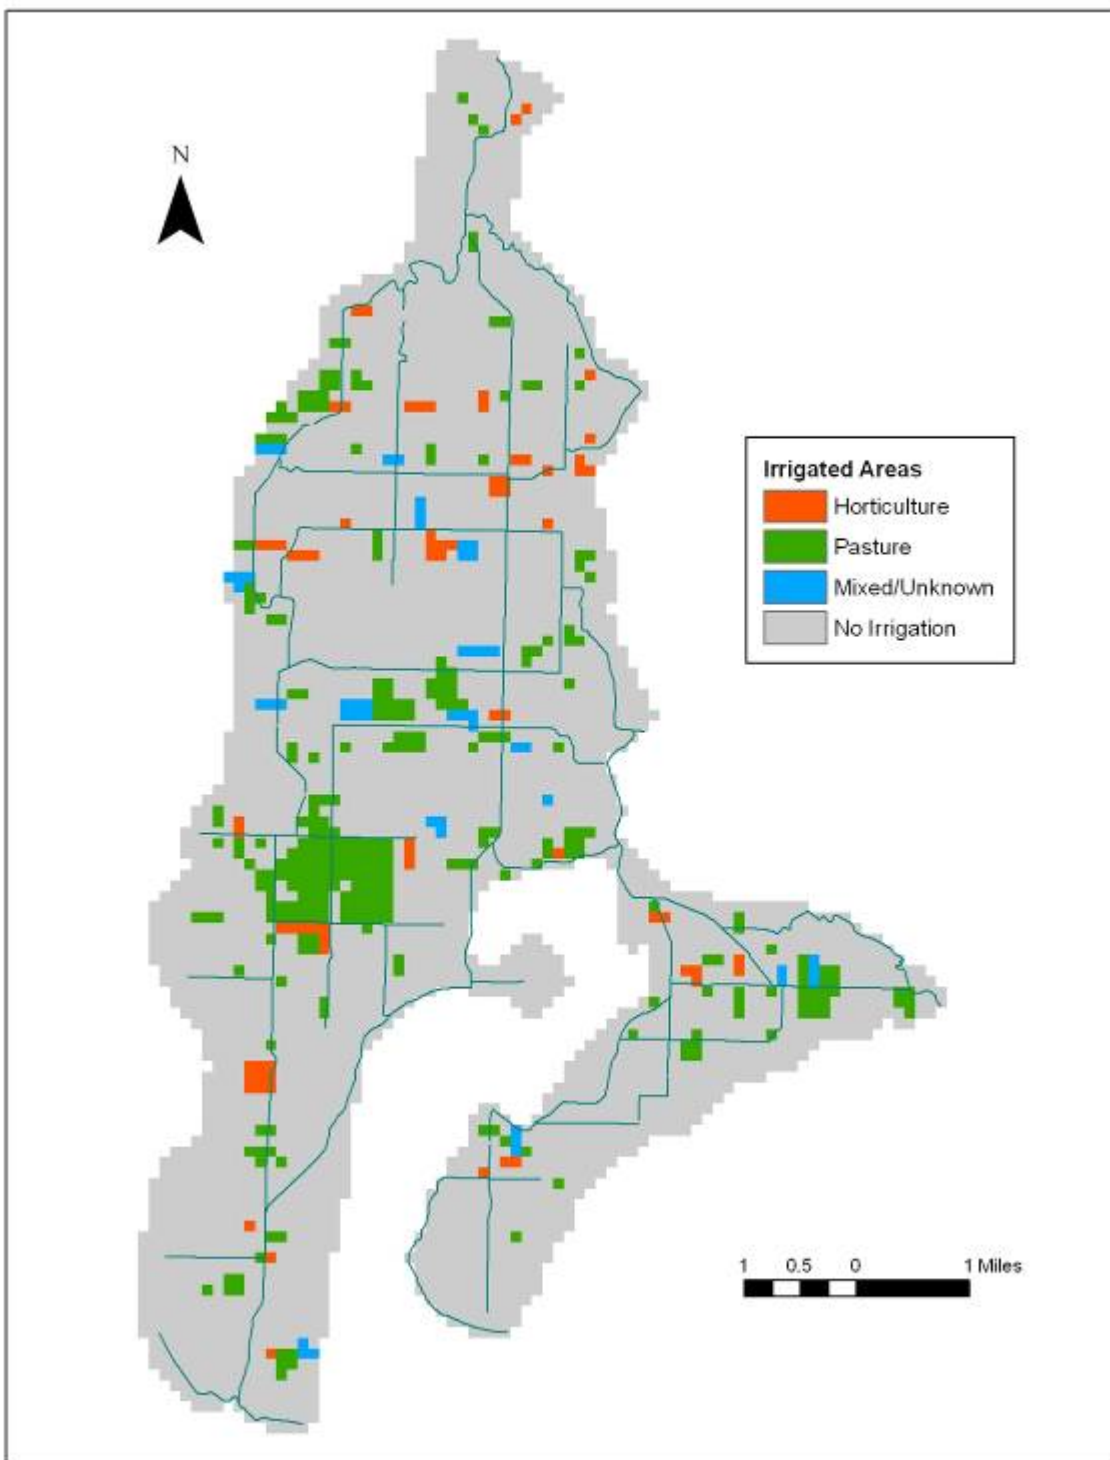 N
Irrigated Areas
Horticulture
Pasture
Mixed/Unknown
No Irrigation
1 0.5 0 1 Miles